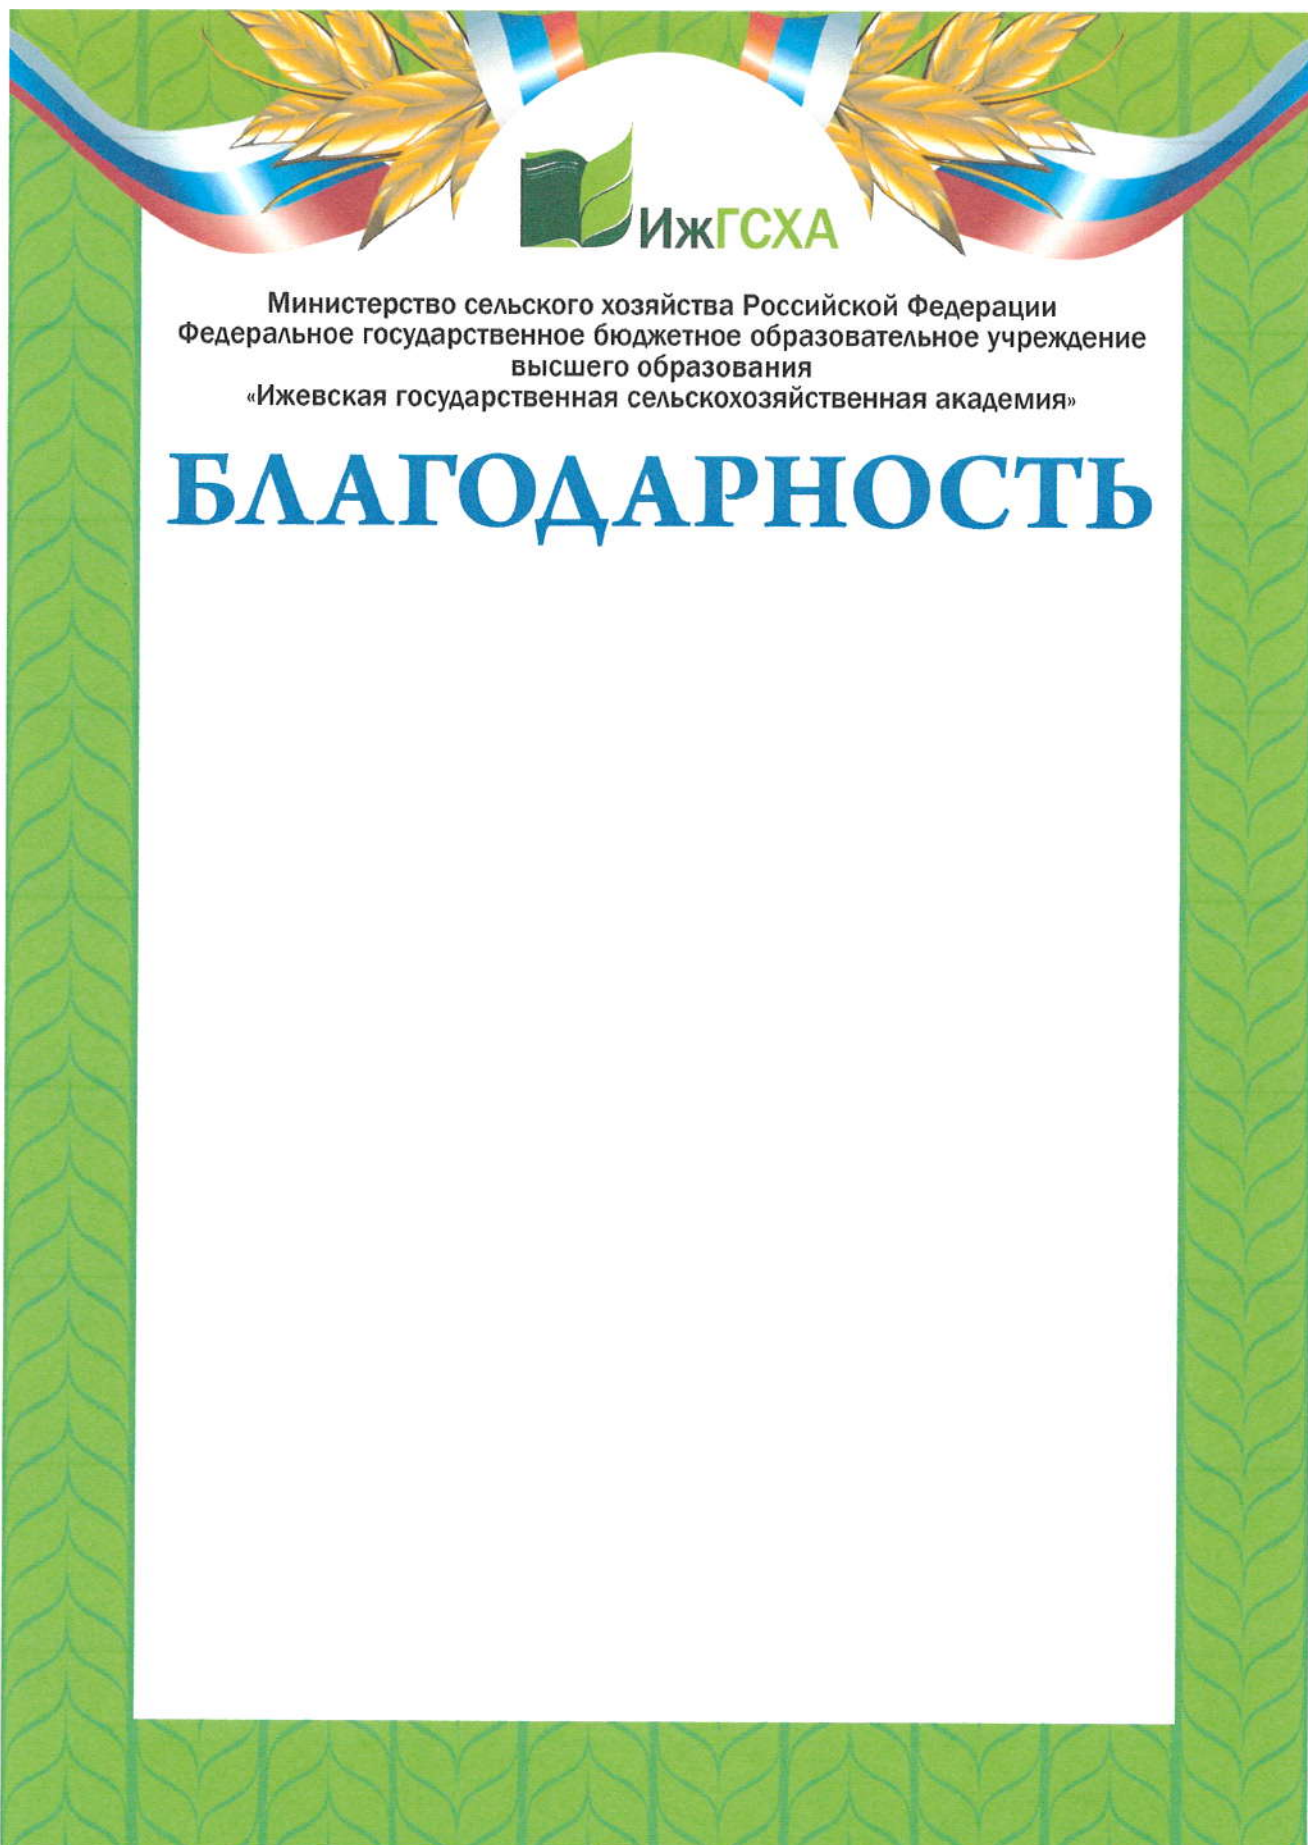 ИжГСХА
Министерство сельского хозяйства Российской Федерации
Федеральное государственное бюджетное образовательное учреждение
высшего образования
«Ижевская государственная сельскохозяйственная академия»
БЛАГОДАРНОСТЬ